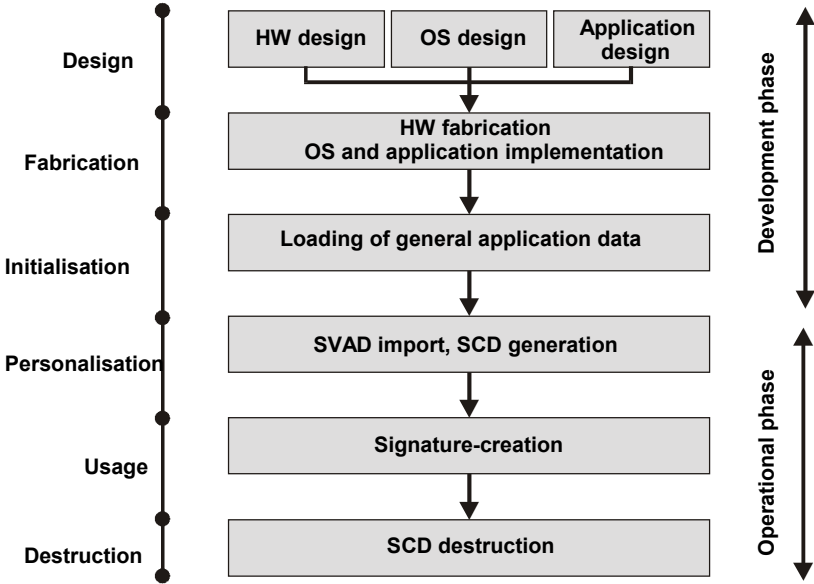 Design
HW design
OS design
Application
design
Fabrication
HW fabrication
OS and application implementation
Initialisation
Loading of general application data
Development phase
Personalisation
SVAD import, SCD generation
Usage
Signature-creation
Destruction
SCD destruction
Operational phase